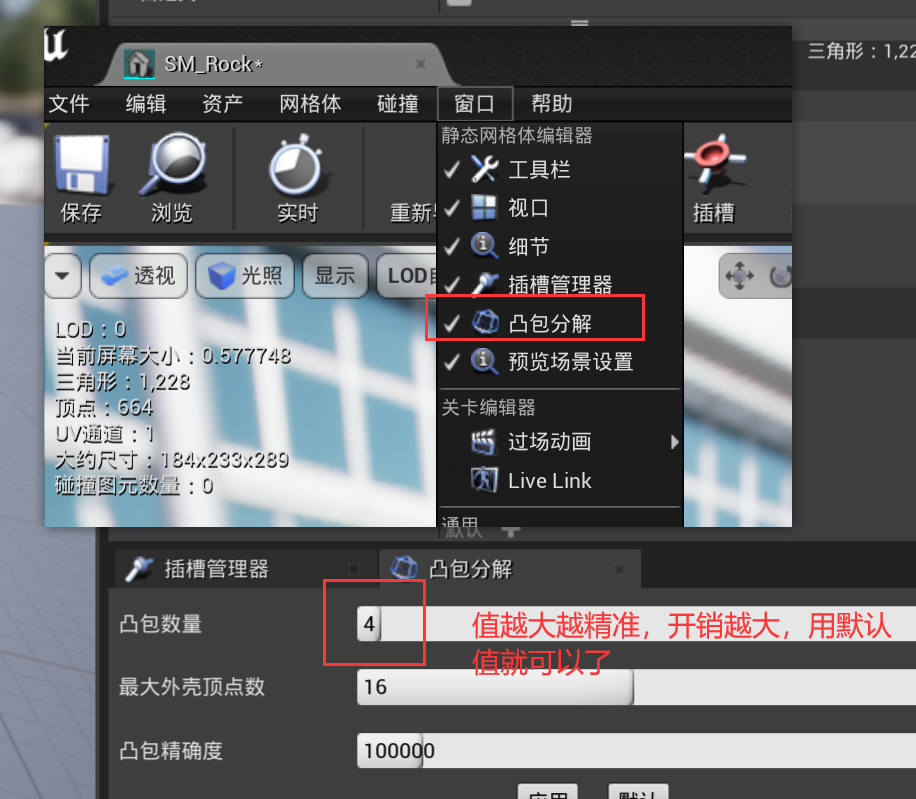 三角形：1,22
SM_Rock*
文件 编辑 资产 网格体 碰撞 窗口 帮助
静态网格体编辑器
工具栏
保存 浏览 实时 重新 插槽
视口
细节
透视 光照 显示 LOD
插槽管理器
凸包分解
预览场景设置
LOD：0
当前屏幕大小：0.577748
三角形：1,228
顶点：664
UV通道：1
大约尺寸：184x233x289
碰撞图元数量：0
关卡编辑器
过场动画
Live Link
通用
默认
插槽管理器 凸包分解
凸包数量 4
值越大越精准，开销越大，用默认
值就可以了
最大外壳顶点数 16
凸包精确度 100000
应用 默认